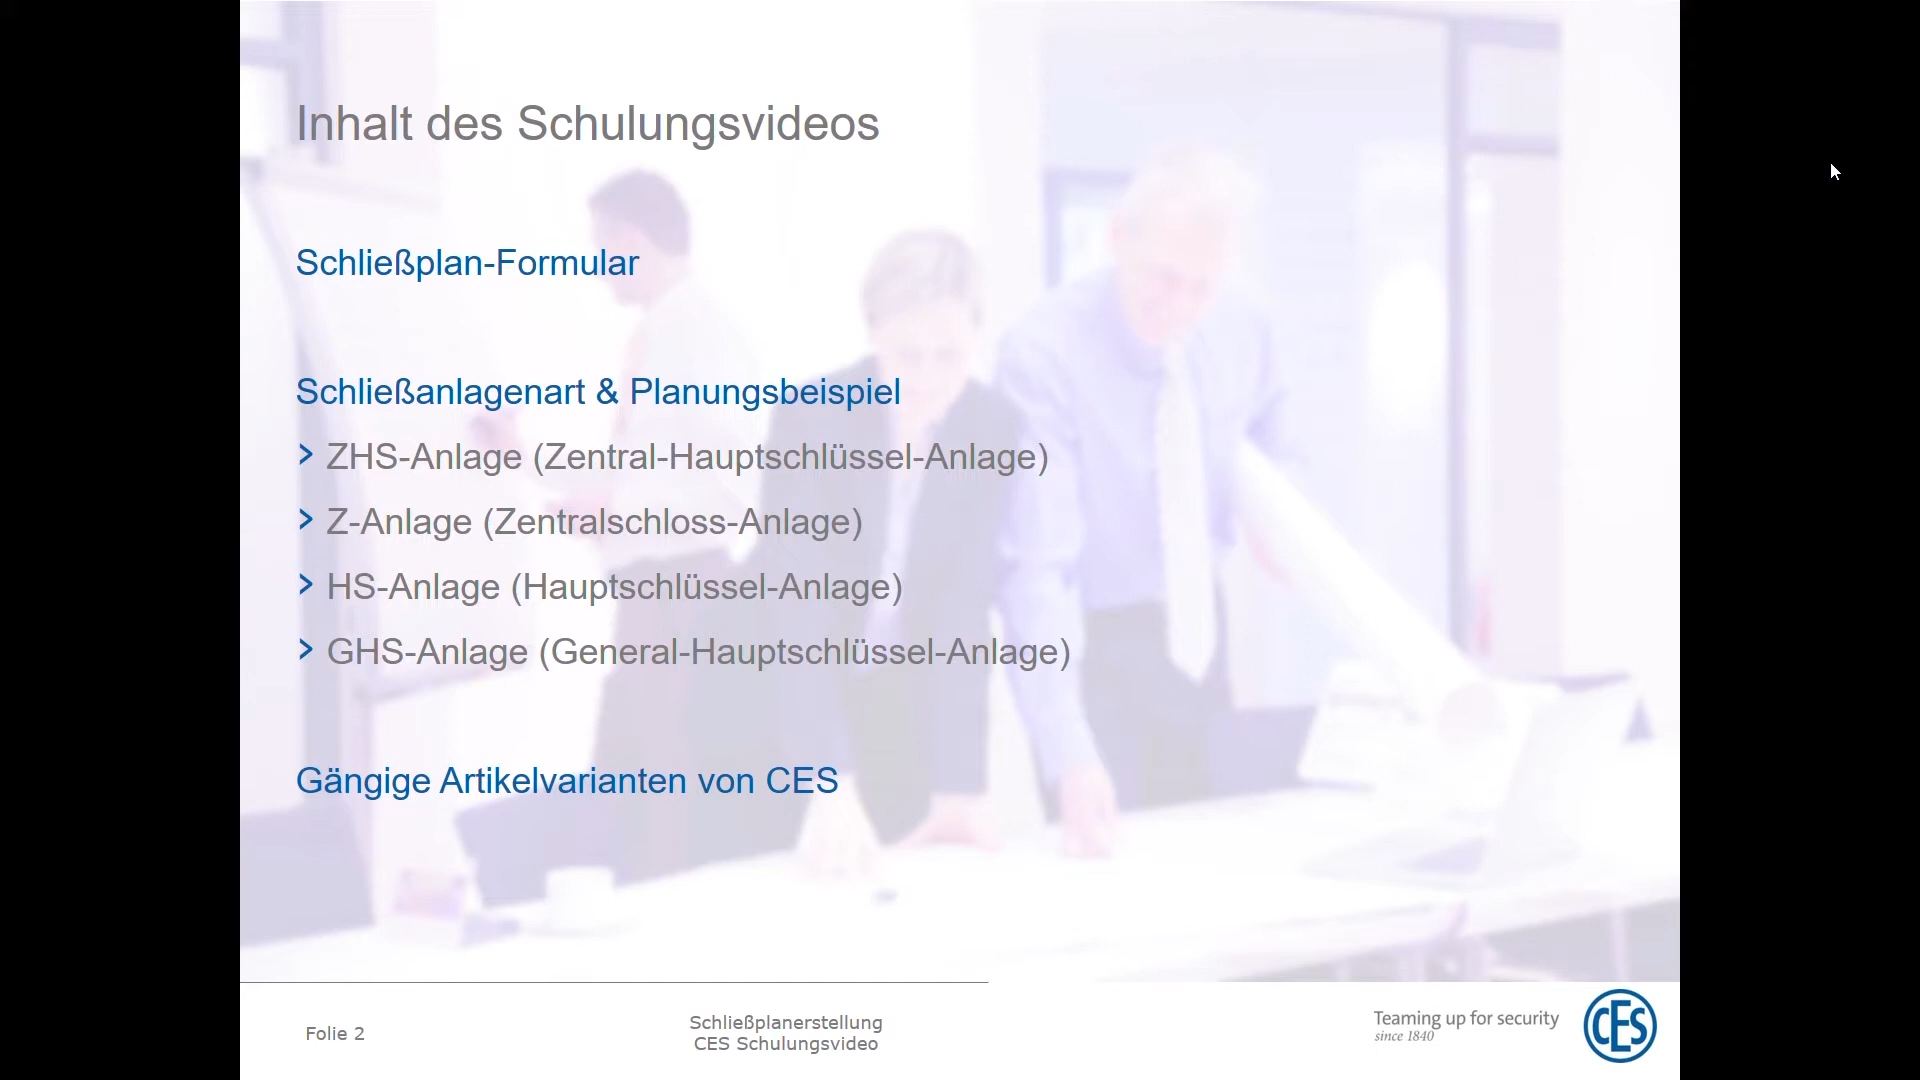 Inhalt des Schulungsvideos
Schließplan-Formular
Schließanlagenart & Planungsbeispiel
› ZHS-Anlage (Zentral-Hauptschlüssel-Anlage)
› Z-Anlage (Zentralschloss-Anlage)
› HS-Anlage (Hauptschlüssel-Anlage)
› GHS-Anlage (General-Hauptschlüssel-Anlage)
Gängige Artikelvarianten von CES
Folie 2
Schließplanerstellung
CES Schulungsvideo
Teaming up for security
since 1840
CES